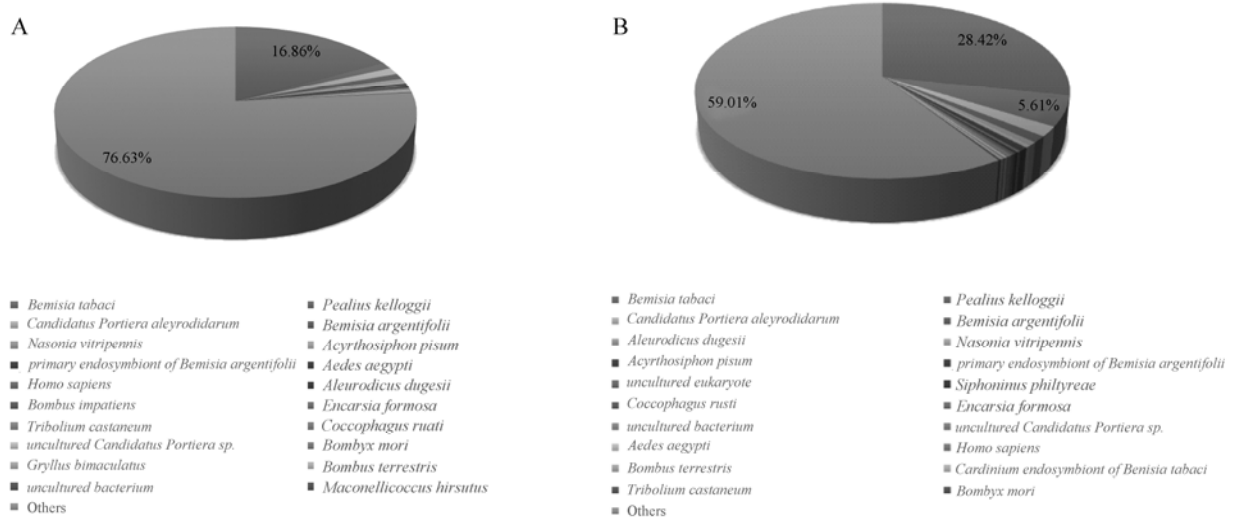 A
16.86%
76.63%
Bemisia tabaci
Pealius kelloggii
Candidatus Portiera aleyrodidarum
Bemisia argentifolii
Nasonia vitripennis
Acyrthosiphon pisum
primary endosymbiont of Bemisia argentifolii
Aedes aegypti
Homo sapiens
Aleurodicus dugesii
Bombus impatiens
Encarsia formosa
Tribolium castaneum
Coccophagus ruati
uncultured Candidatus Portiera sp.
Bombyx mori
Gryllus bimaculatus
Bombus terrestris
uncultured bacterium
Maconellicoccus hirsutus
Others
B
28.42%
5.61%
59.01%
Bemisia tabaci
Pealius kelloggii
Candidatus Portiera aleyrodidarum
Bemisia argentifolii
Aleurodicus dugesii
Nasonia vitripennis
Acyrthosiphon pisum
primary endosymbiont of Bemisia argentifolii
uncultured eukaryote
Siphoninus philtyreae
Coccophagus rusti
Encarsia formosa
uncultured bacterium
uncultured Candidatus Portiera sp.
Aedes aegypti
Homo sapiens
Bombus terrestris
Cardinium endosymbiont of Benisia tabaci
Tribolium castaneum
Bombyx mori
Others